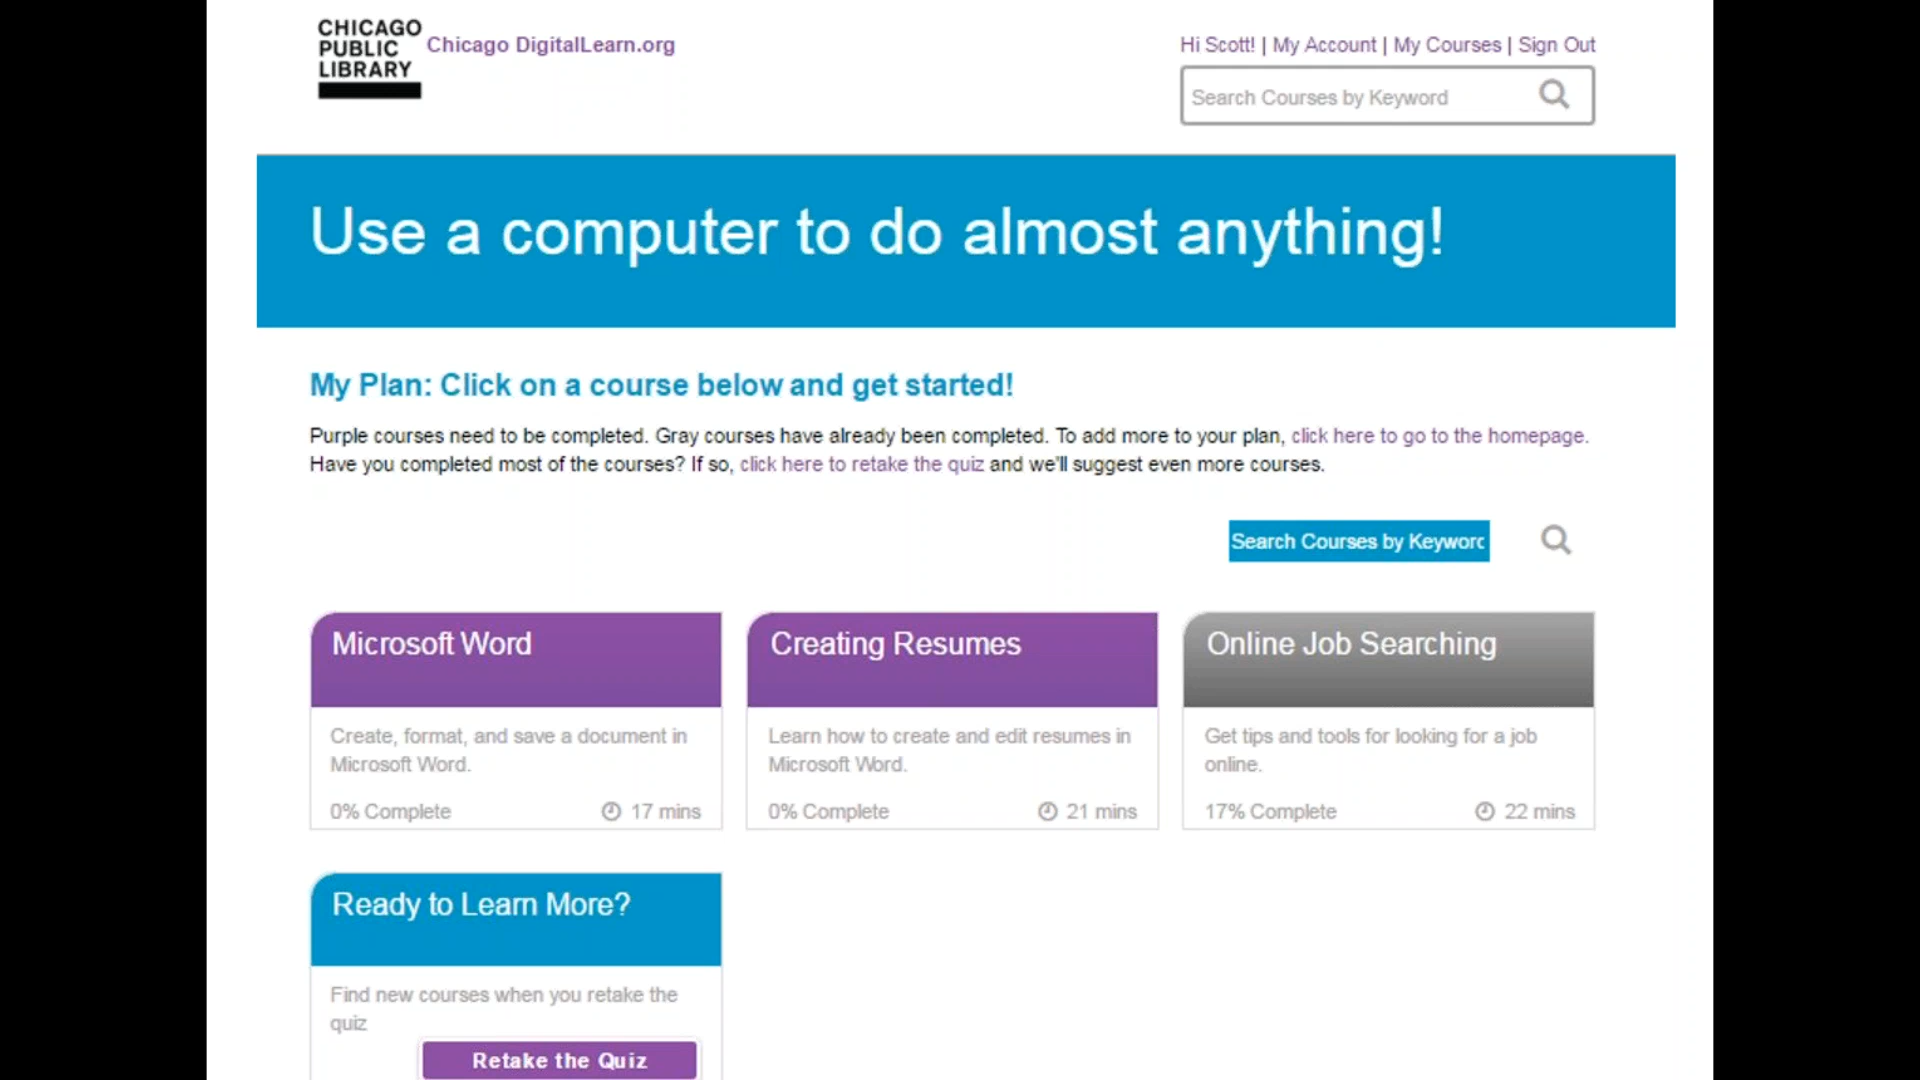 CHICAGO
PUBLIC
LIBRARY
Chicago DigitalLearn.org
Hi Scott! | My Account | My Courses | Sign Out
Search Courses by Keyword
Use a computer to do almost anything!
My Plan: Click on a course below and get started!
Purple courses need to be completed. Gray courses have already been completed. To add more to your plan, click here to go to the homepage.
Have you completed most of the courses? If so, click here to retake the quiz and we'll suggest even more courses.
Search Courses by Keyword
Microsoft Word
Create, format, and save a document in
Microsoft Word.
0% Complete 17 mins
Creating Resumes
Learn how to create and edit resumes in
Microsoft Word.
0% Complete 21 mins
Online Job Searching
Get tips and tools for looking for a job
online.
17% Complete 22 mins
Ready to Learn More?
Find new courses when you retake the
quiz
Retake the Quiz